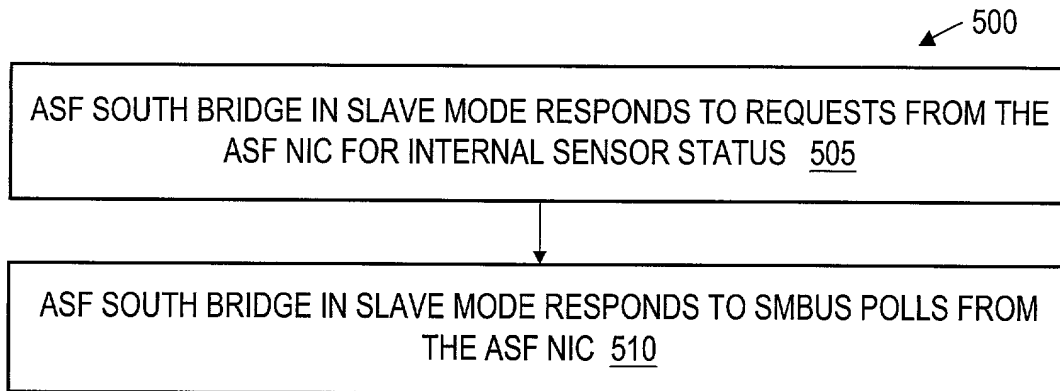 500
ASF SOUTH BRIDGE IN SLAVE MODE RESPONDS TO REQUESTS FROM THE
ASF NIC FOR INTERNAL SENSOR STATUS 505
ASF SOUTH BRIDGE IN SLAVE MODE RESPONDS TO SMBUS POLLS FROM
THE ASF NIC 510